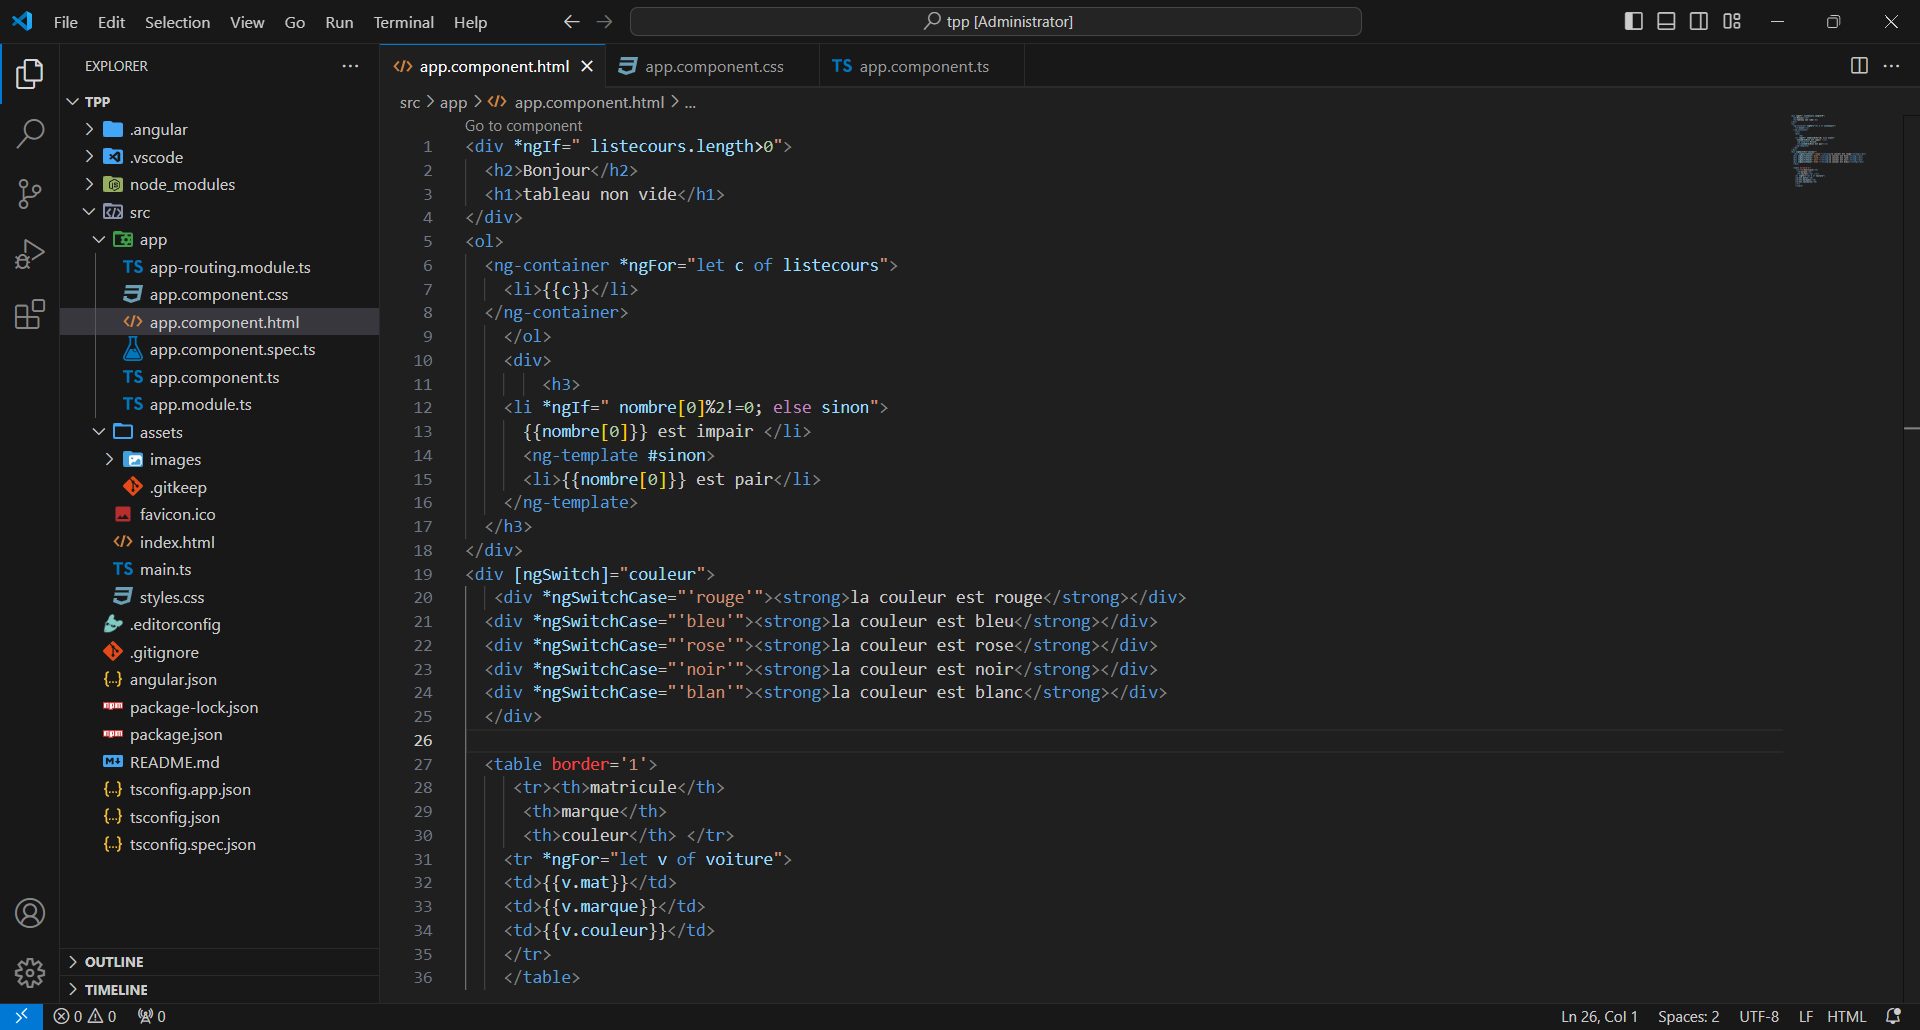 File Edit Selection View Go Run Terminal Help
tpp [Administrator]
EXPLORER
TPP
.angular
.vscode
node_modules
src
app
TS app-routing.module.ts
app.component.css
app.component.html
app.component.spec.ts
TS app.component.ts
TS app.module.ts
assets
images
.gitkeep
favicon.ico
index.html
TS main.ts
styles.css
.editorconfig
.gitignore
{..} angular.json
npm package-lock.json
npm package.json
README.md
{..} tsconfig.app.json
{..} tsconfig.json
{..} tsconfig.spec.json
OUTLINE
TIMELINE
app.component.html
app.component.css
TS app.component.ts
src > app > app.component.html > ...
Go to component
1 <div *ngIf=" listecours.length>0">
2 <h2>Bonjour</h2>
3 <h1>tableau non vide</h1>
4 </div>
5 <ol>
6 <ng-container *ngFor="let c of listecours">
7 <li>{{c}}</li>
8 </ng-container>
9 </ol>
10 <div>
11 <h3>
12 <li *ngIf=" nombre[0]%2!=0; else sinon">
13 {{nombre[0]}} est impair </li>
14 <ng-template #sinon>
15 <li>{{nombre[0]}} est pair</li>
16 </ng-template>
17 </h3>
18 </div>
19 <div [ngSwitch]="couleur">
20 <div *ngSwitchCase="'rouge'"><strong>la couleur est rouge</strong></div>
21 <div *ngSwitchCase="'bleu'"><strong>la couleur est bleu</strong></div>
22 <div *ngSwitchCase="'rose'"><strong>la couleur est rose</strong></div>
23 <div *ngSwitchCase="'noir'"><strong>la couleur est noir</strong></div>
24 <div *ngSwitchCase="'blan'"><strong>la couleur est blanc</strong></div>
25 </div>
26
27 <table border='1'>
28 <tr><th>matricule</th>
29 <th>marque</th>
30 <th>couleur</th> </tr>
31 <tr *ngFor="let v of voiture">
32 <td>{{v.mat}}</td>
33 <td>{{v.marque}}</td>
34 <td>{{v.couleur}}</td>
35 </tr>
36 </table>
0 0 0
Ln 26, Col 1 Spaces: 2 UTF-8 LF HTML